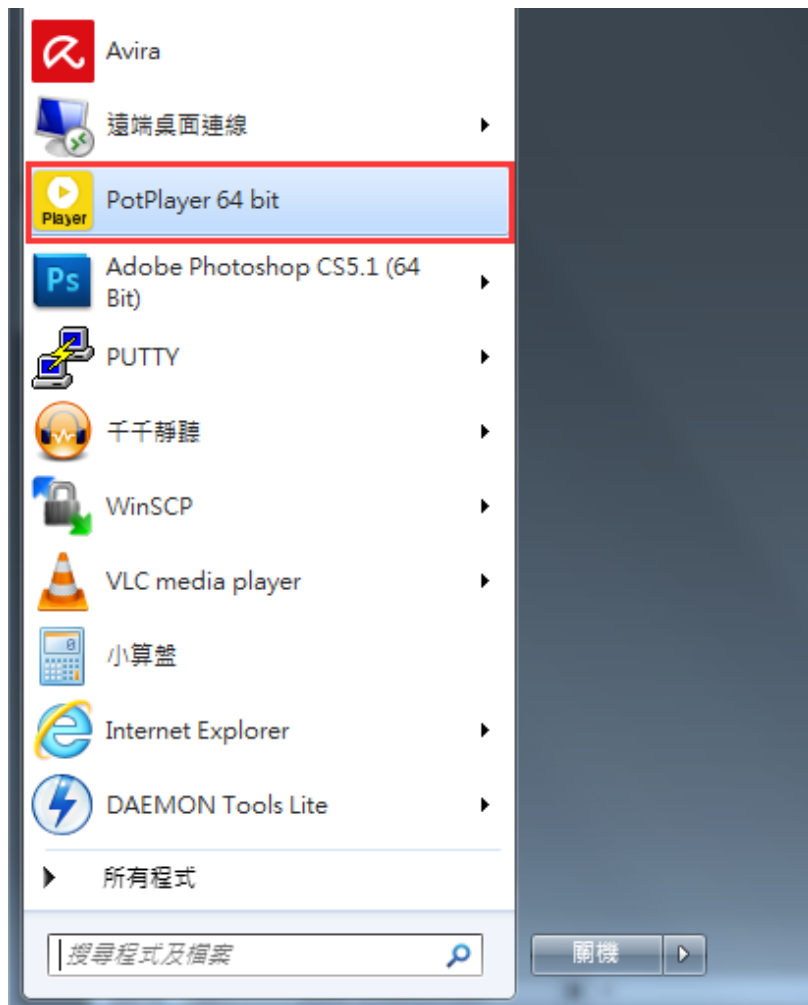 Avira
遠端桌面連線
Player
PotPlayer 64 bit
Ps
Adobe Photoshop CS5.1 (64
Bit)
PUTTY
千千靜聽
WinSCP
VLC media player
0
小算盤
Internet Explorer
DAEMON Tools Lite
所有程式
搜尋程式及檔案
關機